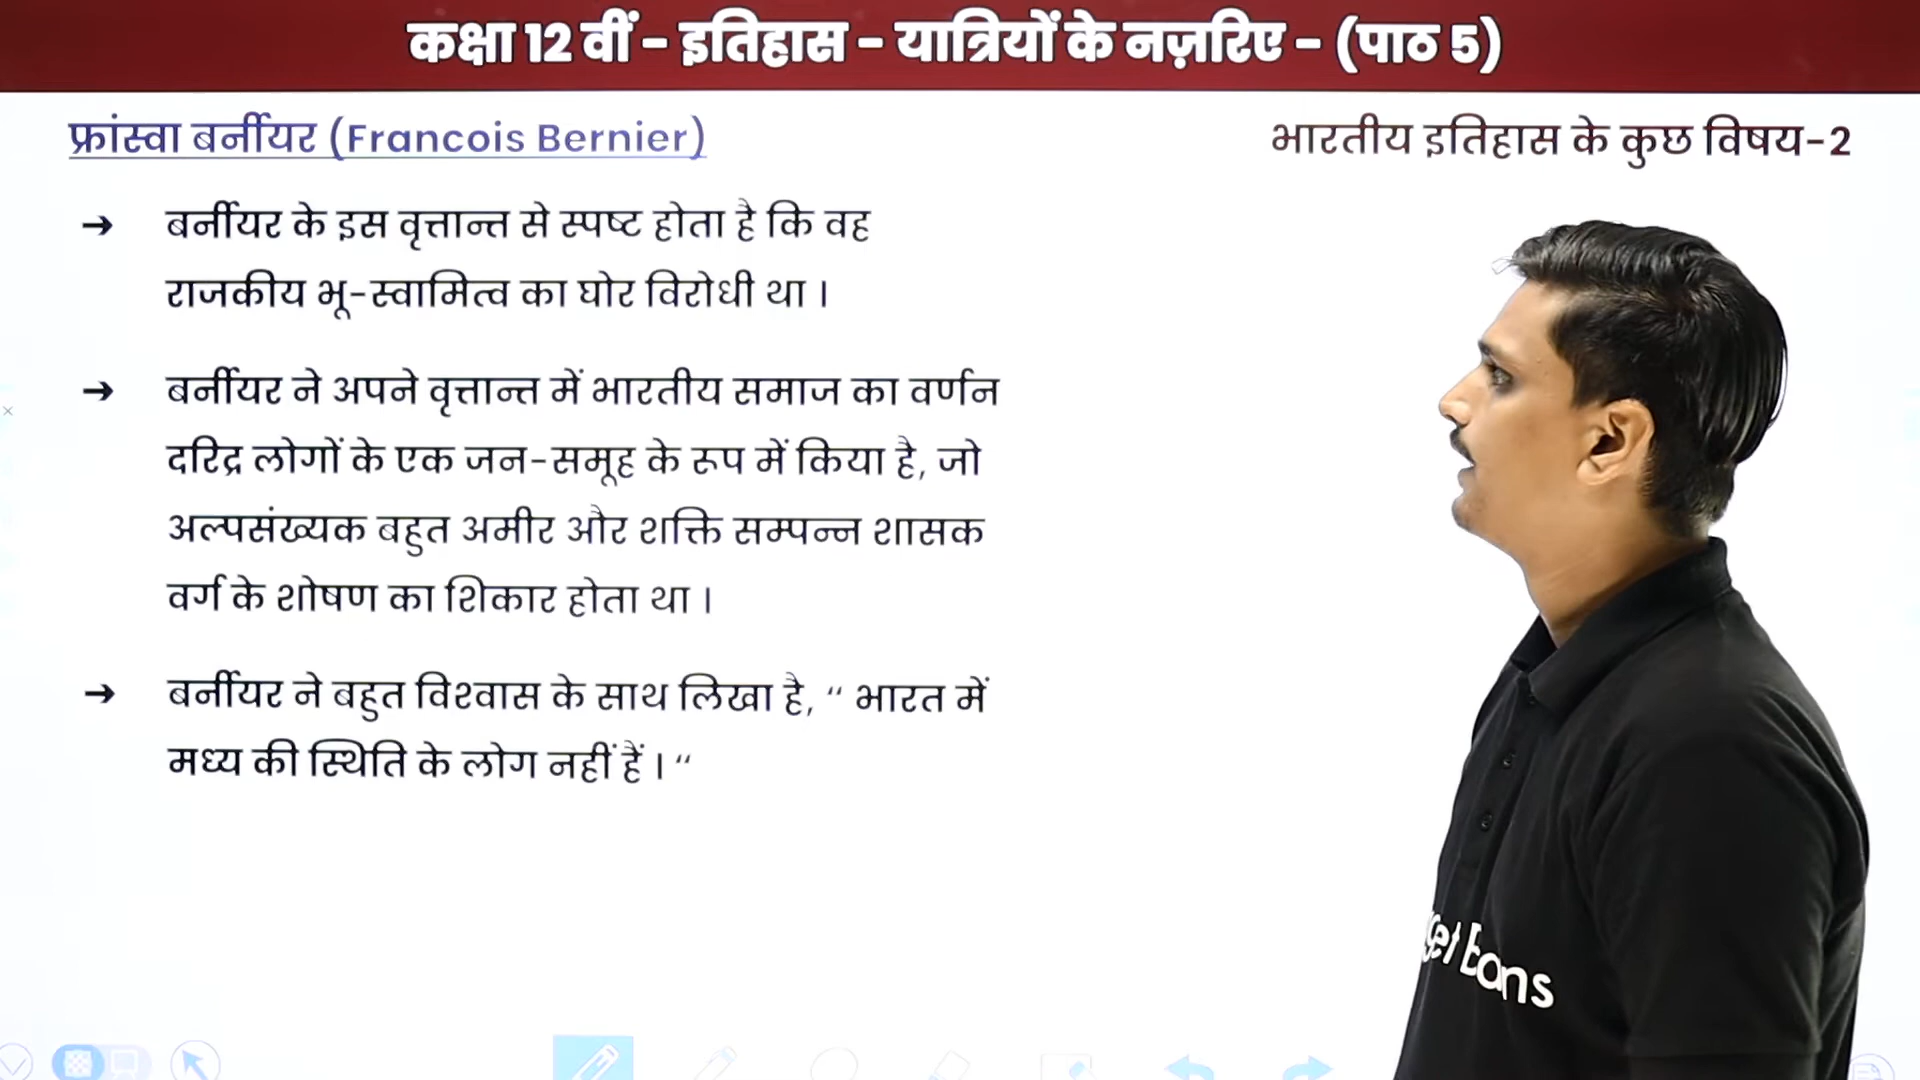 कक्षा 12 वीं - इतिहास - यात्रियों के नज़रिए - (पाठ 5)
फ्रांस्वा बर्नीयर (Francois Bernier)
भारतीय इतिहास के कुछ विषय-2
→ बर्नीयर के इस वृत्तान्त से स्पष्ट होता है कि वह
राजकीय भू-स्वामित्व का घोर विरोधी था ।
→ बर्नीयर ने अपने वृत्तान्त में भारतीय समाज का वर्णन
दरिद्र लोगों के एक जन-समूह के रूप में किया है, जो
अल्पसंख्यक बहुत अमीर और शक्ति सम्पन्न शासक
वर्ग के शोषण का शिकार होता था ।
→ बर्नीयर ने बहुत विश्वास के साथ लिखा है, “ भारत में
मध्य की स्थिति के लोग नहीं हैं । “